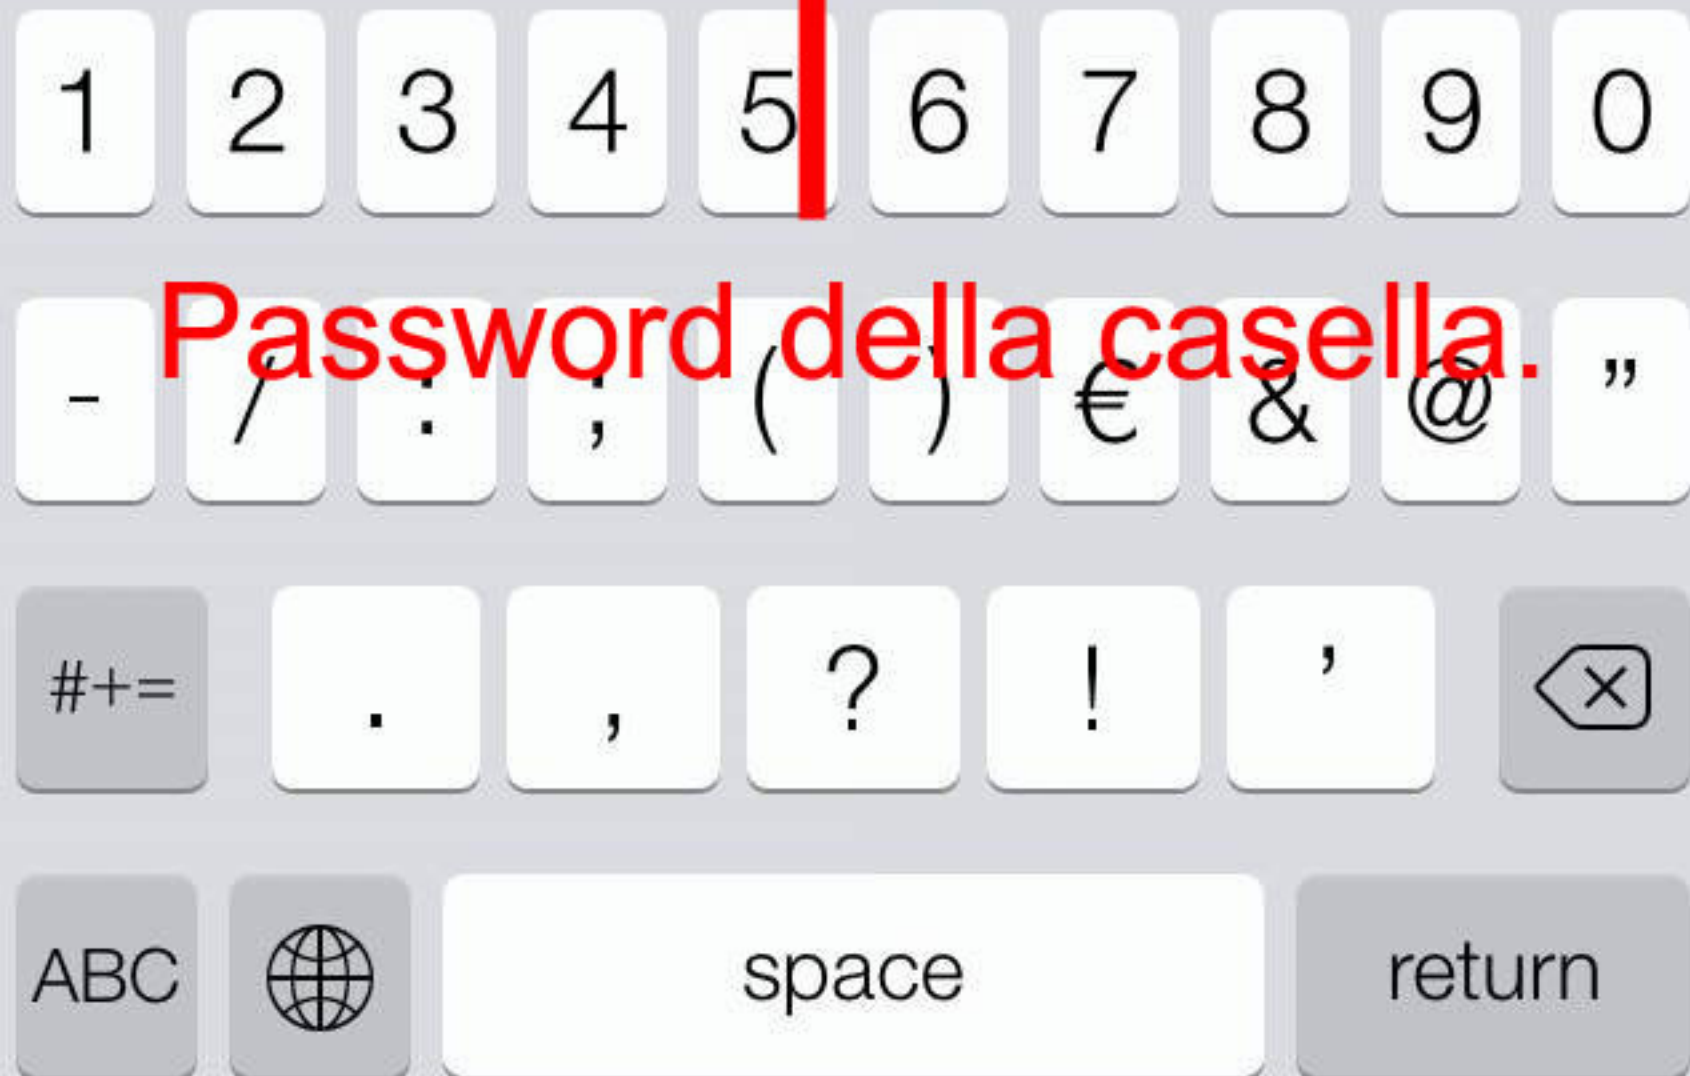 1 2 3 4 5 6 7 8 9 0
Password della casella.
- / : ; ( ) € & @ ”
#+= . , ? ! ’
ABC space return